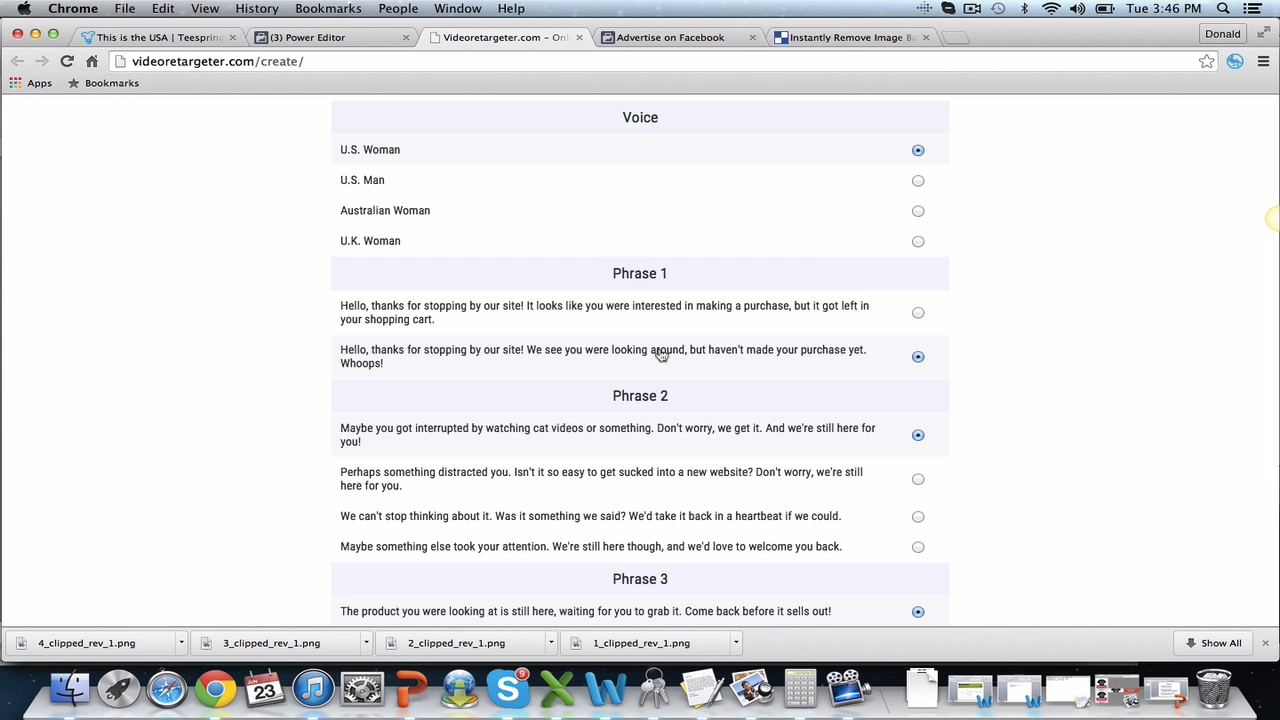 Chrome File Edit View History Bookmarks People Window Help Tue 3:46 PM
This is the USA | Teespring (3) Power Editor Videoretargeter.com – Onl Advertise on Facebook Instantly Remove Image Ba Donald
videoretargeter.com/create/
Apps Bookmarks
Voice
U.S. Woman
U.S. Man
Australian Woman
U.K. Woman
Phrase 1
Hello, thanks for stopping by our site! It looks like you were interested in making a purchase, but it got left in
your shopping cart.
Hello, thanks for stopping by our site! We see you were looking around, but haven't made your purchase yet.
Whoops!
Phrase 2
Maybe you got interrupted by watching cat videos or something. Don't worry, we get it. And we're still here for
you!
Perhaps something distracted you. Isn't it so easy to get sucked into a new website? Don't worry, we're still
here for you.
We can't stop thinking about it. Was it something we said? We'd take it back in a heartbeat if we could.
Maybe something else took your attention. We're still here though, and we'd love to welcome you back.
Phrase 3
The product you were looking at is still here, waiting for you to grab it. Come back before it sells out!
4_clipped_rev_1.png 3_clipped_rev_1.png 2_clipped_rev_1.png 1_clipped_rev_1.png Show All
JUN
23
9